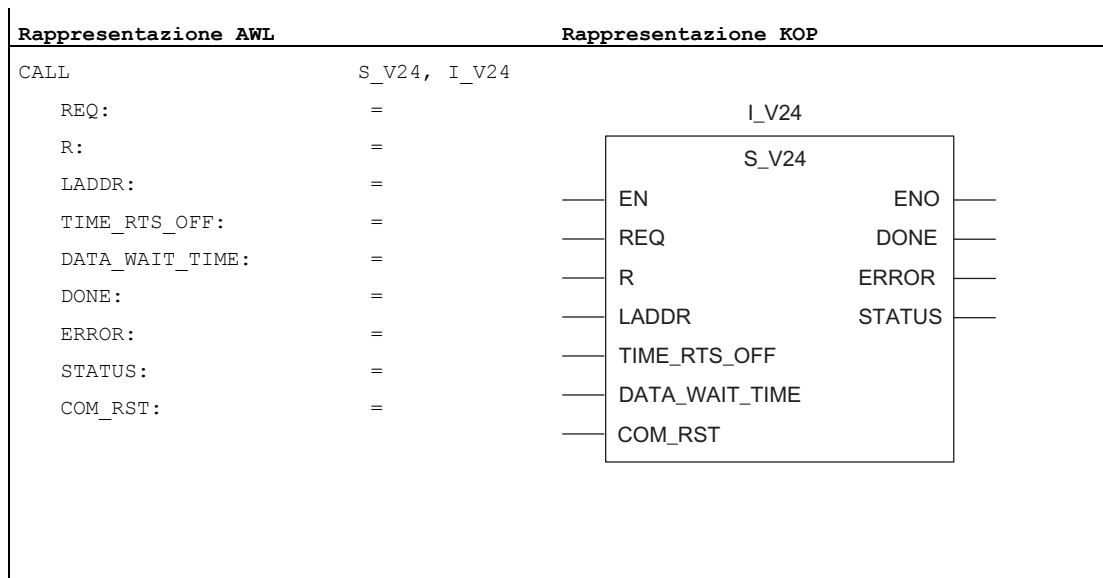 Rappresentazione AWL Rappresentazione KOP
CALL S_V24, I_V24
REQ: =
R: =
LADDR: =
TIME_RTS_OFF: =
DATA_WAIT_TIME: =
DONE: =
ERROR: =
STATUS: =
COM_RST: =
I_V24
S_V24
EN ENO
REQ DONE
R ERROR
LADDR STATUS
TIME_RTS_OFF
DATA_WAIT_TIME
COM_RST